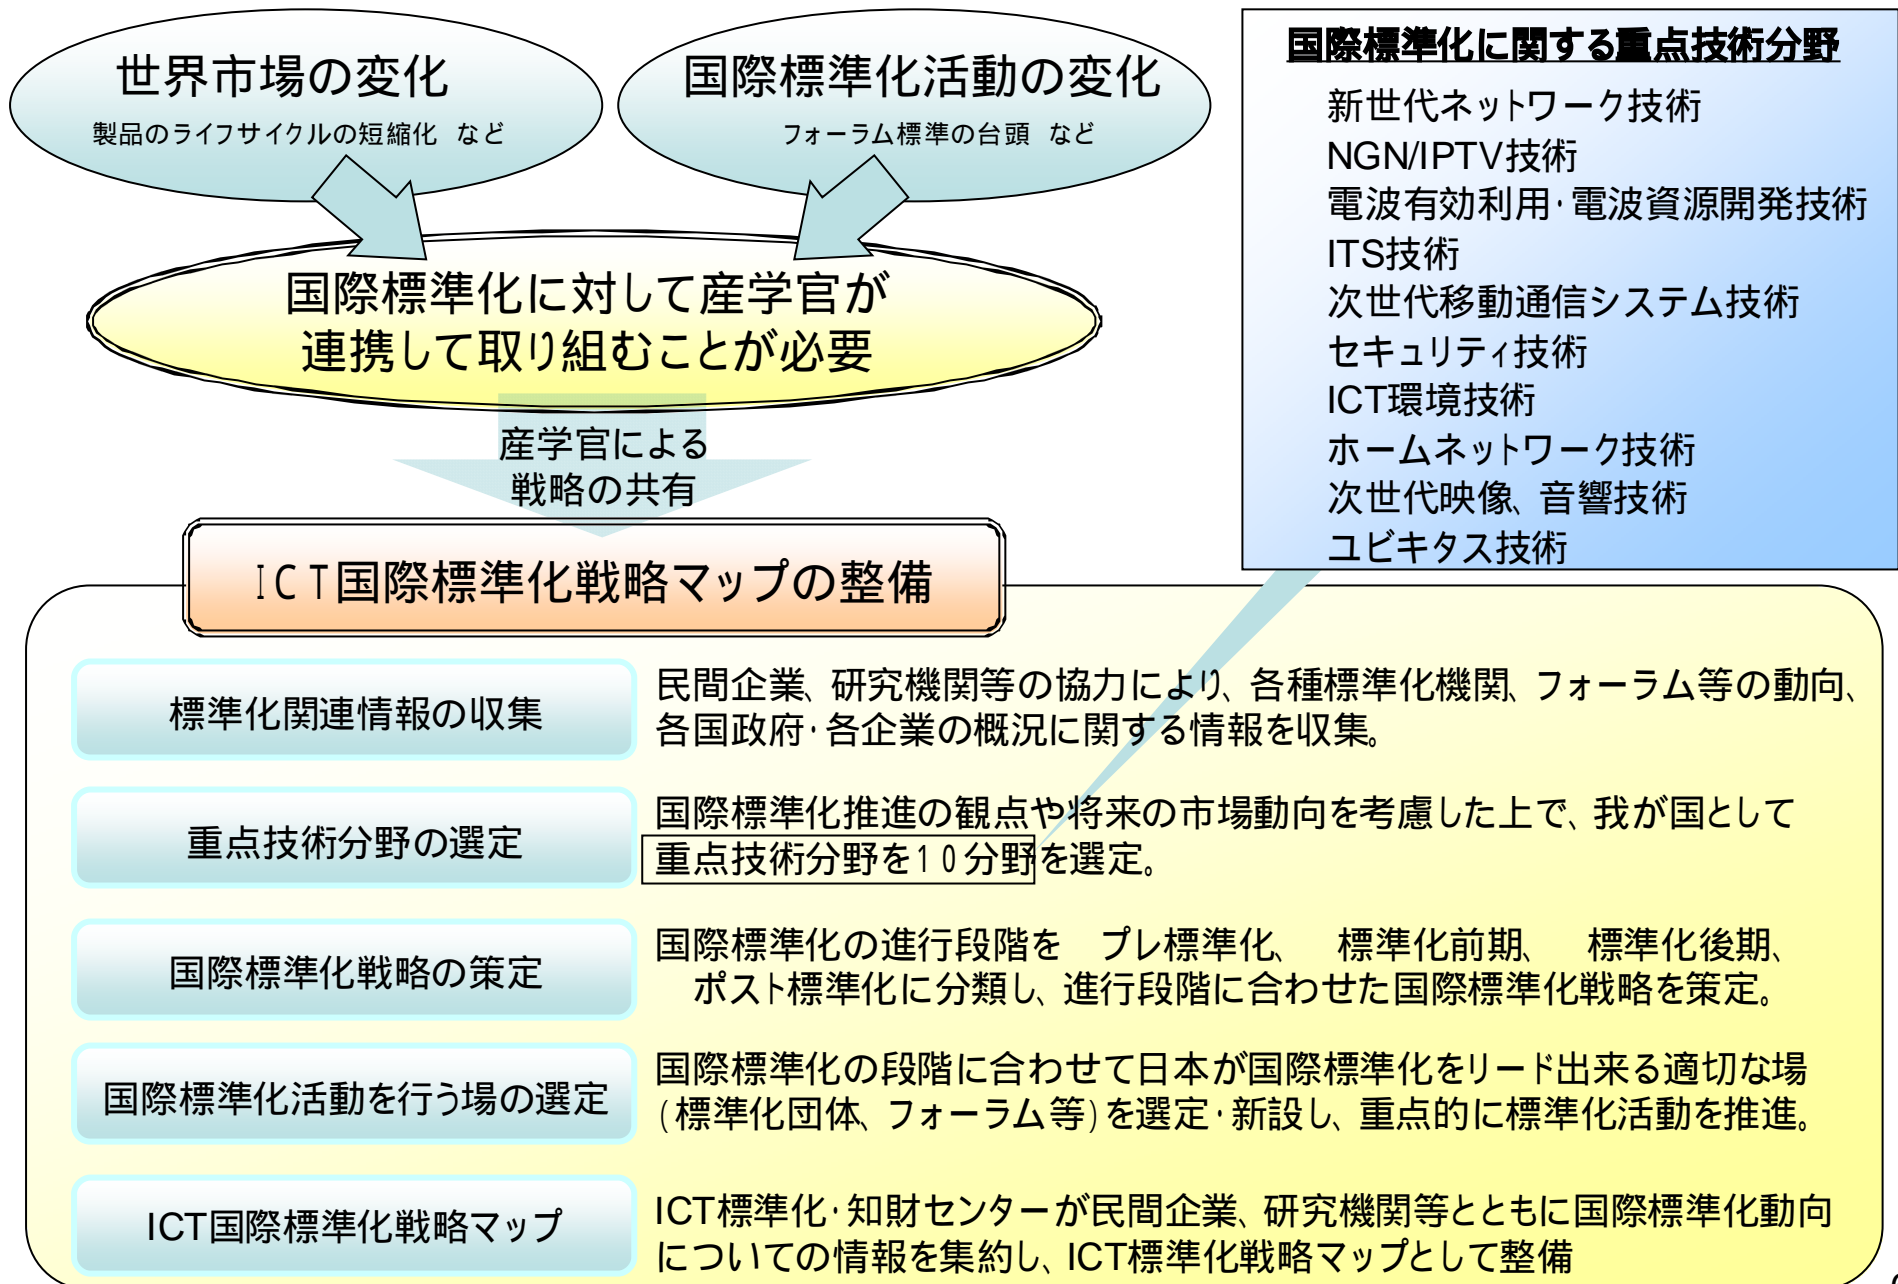 世界市場の変化
製品のライフサイクルの短縮化 など
国際標準化活動の変化
フォーラム標準の台頭 など
国際標準化に対して産学官が
連携して取り組むことが必要
産学官による
戦略の共有
国際標準化に関する重点技術分野
新世代ネットワーク技術
NGN/IPTV技術
電波有効利用・電波資源開発技術
ITS技術
次世代移動通信システム技術
セキュリティ技術
ICT環境技術
ホームネットワーク技術
次世代映像、音響技術
ユビキタス技術
ICT国際標準化戦略マップの整備
標準化関連情報の収集
民間企業、研究機関等の協力により、各種標準化機関、フォーラム等の動向、
各国政府・各企業の概況に関する情報を収集。
重点技術分野の選定
国際標準化推進の観点や将来の市場動向を考慮した上で、我が国として
重点技術分野を10分野を選定。
国際標準化戦略の策定
国際標準化の進行段階を　プレ標準化、　標準化前期、　標準化後期、
ポスト標準化に分類し、進行段階に合わせた国際標準化戦略を策定。
国際標準化活動を行う場の選定
国際標準化の段階に合わせて日本が国際標準化をリード出来る適切な場
(標準化団体、フォーラム等)を選定・新設し、重点的に標準化活動を推進。
ICT国際標準化戦略マップ
ICT標準化・知財センターが民間企業、研究機関等とともに国際標準化動向
についての情報を集約し、ICT標準化戦略マップとして整備